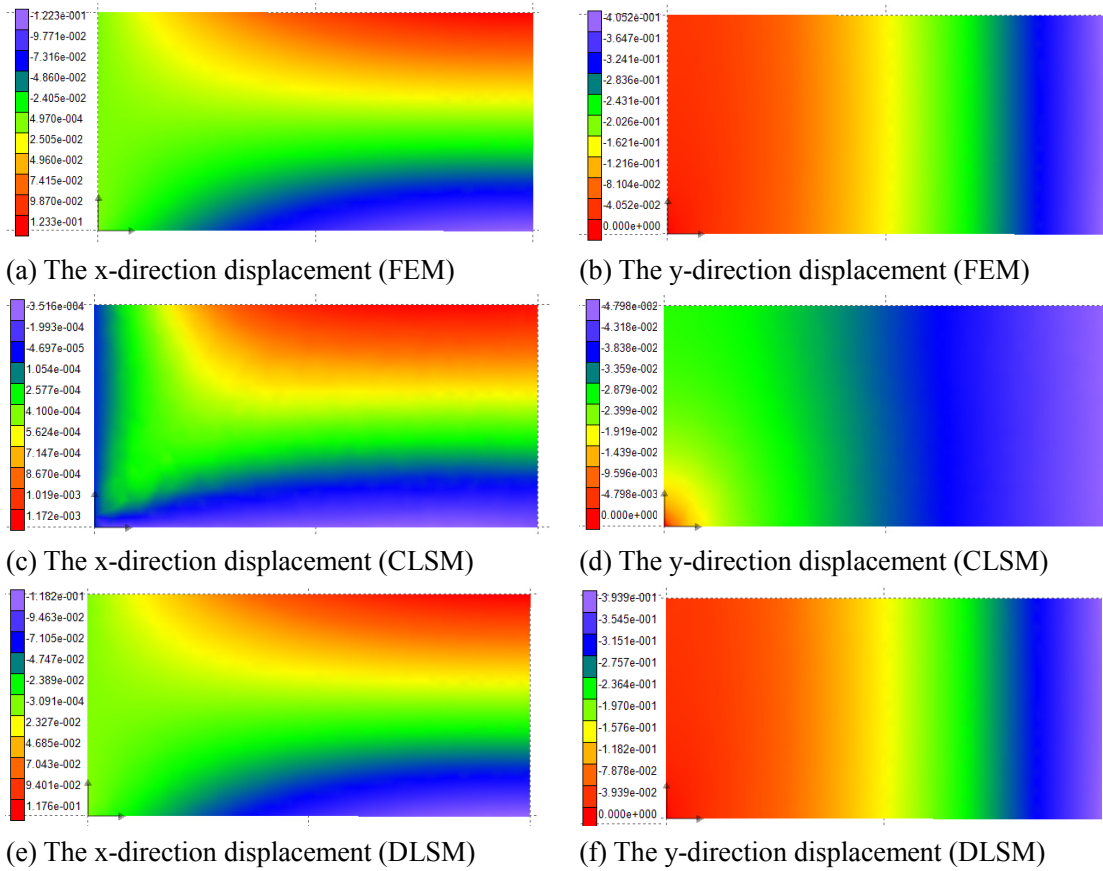 -1.223e-001
-9.771e-002
-7.316e-002
-4.860e-002
-2.405e-002
4.970e-004
2.505e-002
4.960e-002
7.415e-002
9.870e-002
1.233e-001
(a) The x-direction displacement (FEM)
-4.052e-001
-3.647e-001
-3.241e-001
-2.836e-001
-2.431e-001
-2.026e-001
-1.621e-001
-1.216e-001
-8.104e-002
-4.052e-002
0.000e+000
(b) The y-direction displacement (FEM)
-3.516e-004
-1.993e-004
-4.697e-005
1.054e-004
2.577e-004
4.100e-004
5.624e-004
7.147e-004
8.670e-004
1.019e-003
1.172e-003
(c) The x-direction displacement (CLSM)
-4.798e-002
-4.318e-002
-3.838e-002
-3.359e-002
-2.879e-002
-2.399e-002
-1.919e-002
-1.439e-002
-9.596e-003
-4.798e-003
0.000e+000
(d) The y-direction displacement (CLSM)
-1.182e-001
-9.463e-002
-7.105e-002
-4.747e-002
-2.389e-002
-3.091e-004
2.327e-002
4.685e-002
7.043e-002
9.401e-002
1.176e-001
(e) The x-direction displacement (DLSM)
-3.939e-001
-3.545e-001
-3.151e-001
-2.757e-001
-2.364e-001
-1.970e-001
-1.576e-001
-1.182e-001
-7.878e-002
-3.939e-002
0.000e+000
(f) The y-direction displacement (DLSM)